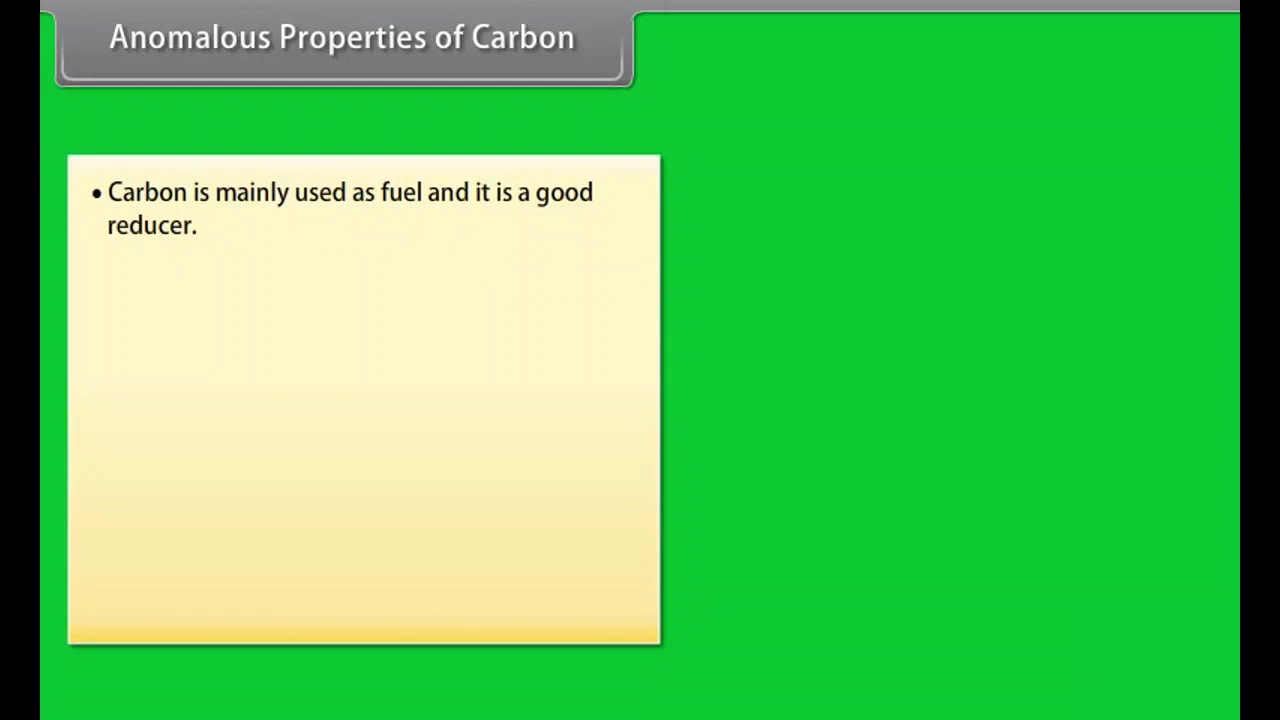 Anomalous Properties of Carbon
• Carbon is mainly used as fuel and it is a good
reducer.